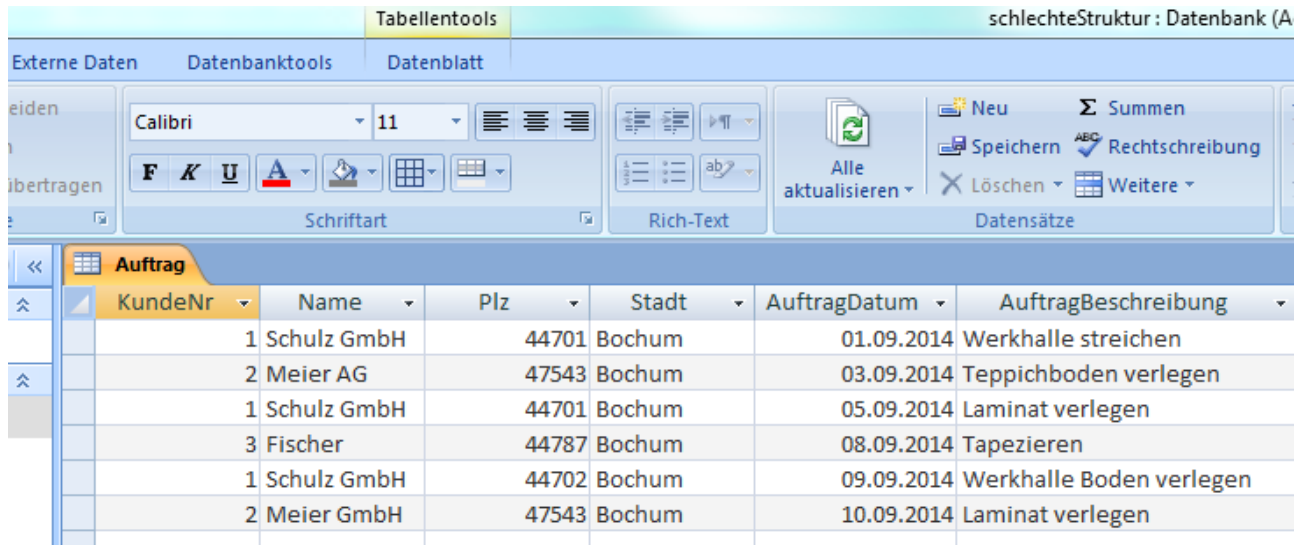 Tabellentools schlechteStruktur : Datenbank (A
Externe Daten Datenbanktools Datenblatt
eiden Calibri 11 Neu Σ Summen
Speichern ABC Rechtschreibung
übertragen F K U A ab Alle aktualisieren Löschen Weitere
Schriftart Rich-Text Datensätze
Auftrag
KundeNr Name Plz Stadt AuftragDatum AuftragBeschreibung
1 Schulz GmbH 44701 Bochum 01.09.2014 Werkhalle streichen
2 Meier AG 47543 Bochum 03.09.2014 Teppichboden verlegen
1 Schulz GmbH 44701 Bochum 05.09.2014 Laminat verlegen
3 Fischer 44787 Bochum 08.09.2014 Tapezieren
1 Schulz GmbH 44702 Bochum 09.09.2014 Werkhalle Boden verlegen
2 Meier GmbH 47543 Bochum 10.09.2014 Laminat verlegen